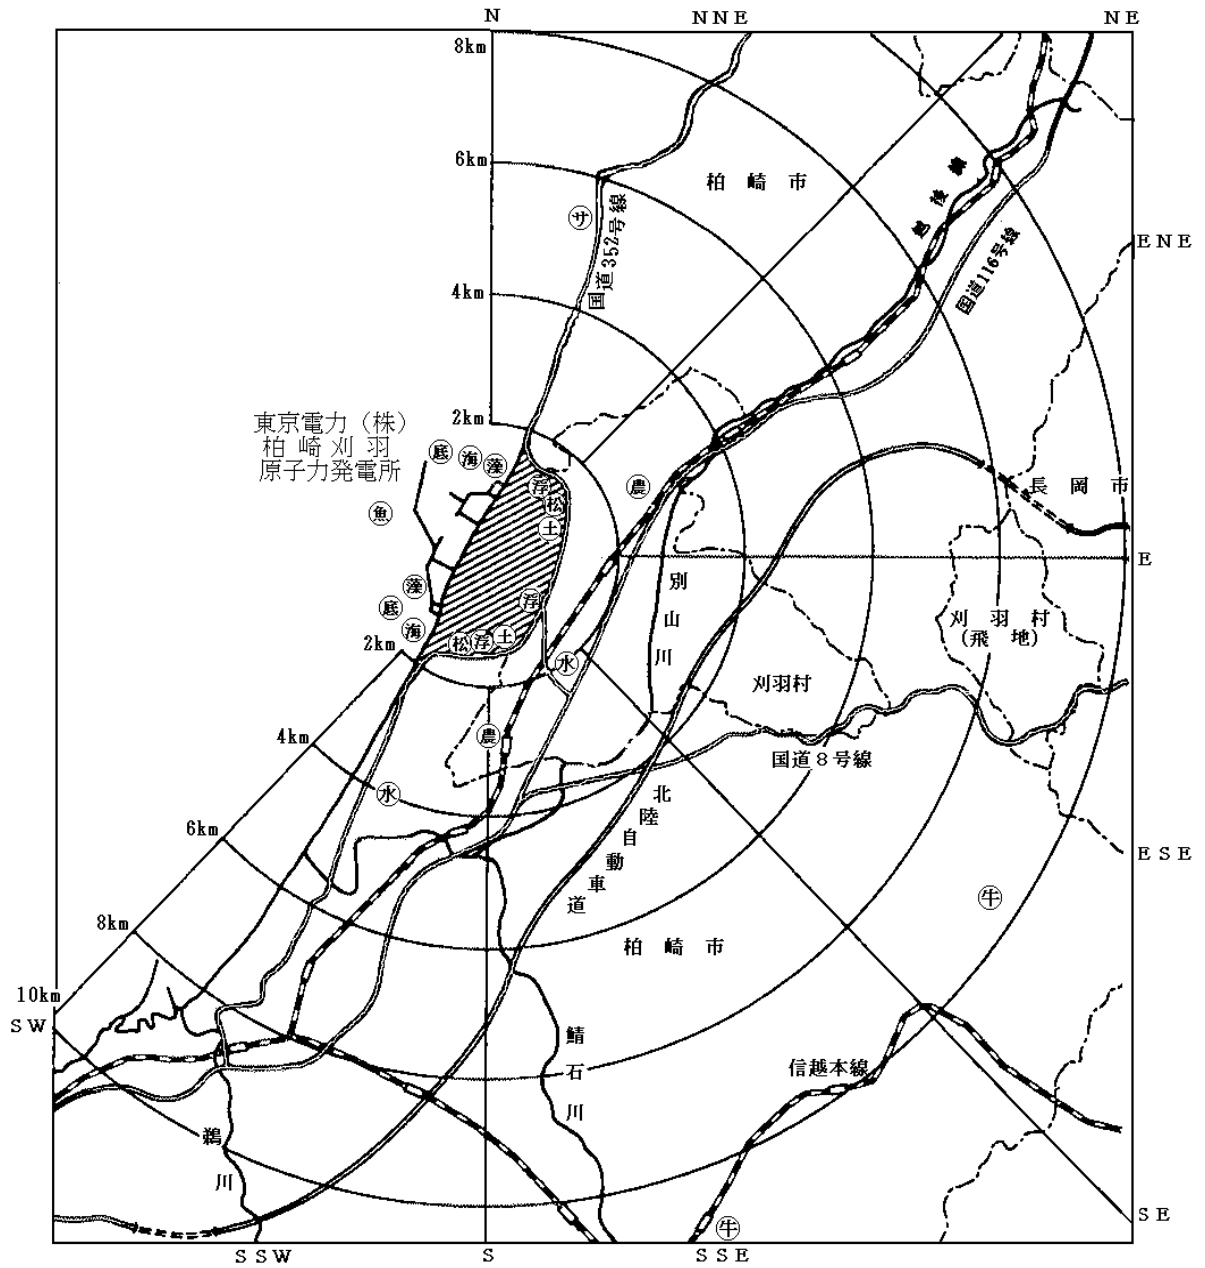 N
NNE
NE
8km
6km
柏崎市
越後線
サ
国道352号線
ENE
国道116号線
4km
2km
東京電力（株）
柏崎刈羽
原子力発電所
底 海 藻
長岡市
浮
農
松
魚
土
E
別山川
藻
浮
底
刈羽村
(飛地)
海
松 浮 土
2km
水
刈羽村
農
4km
国道８号線
水
北陸自動車道
6km
ESE
牛
8km
柏崎市
10km
SW
鯖石川
信越本線
鵜川
牛
SE
SSW
S
SSE